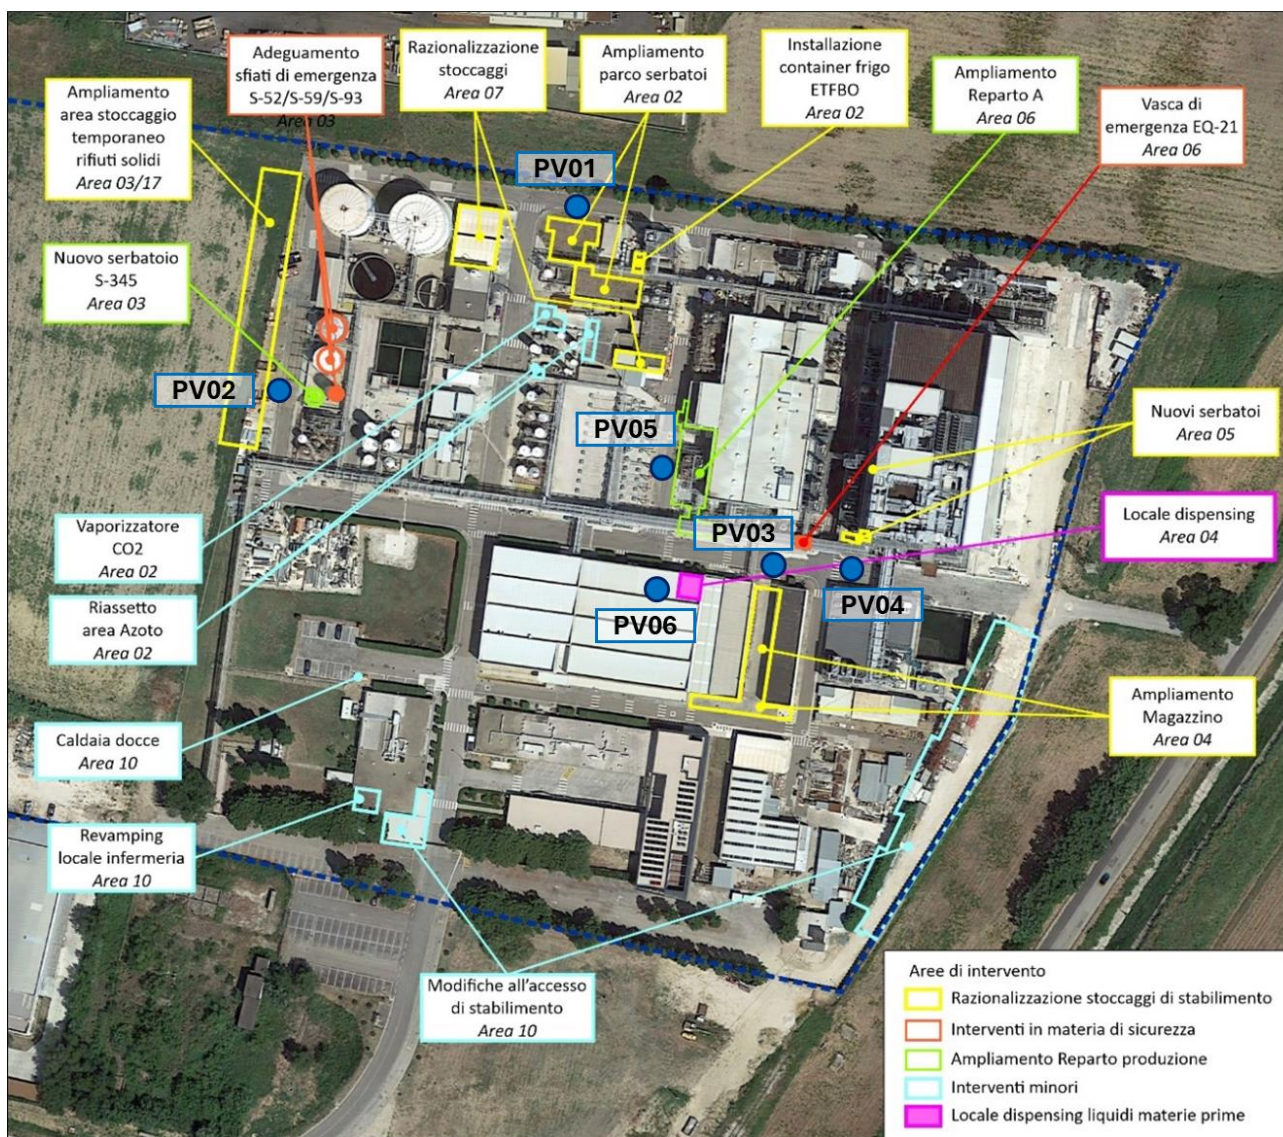 Adeguamento
sfiati di emergenza
S-52/S-59/S-93
Area 03
Razionalizzazione
stoccaggi
Area 07
Ampliamento
parco serbatoi
Area 02
Installazione
container frigo
ETFBO
Area 02
Ampliamento
Reparto A
Area 06
Vasca di
emergenza EQ-21
Area 06
Ampliamento
area stoccaggio
temporaneo
rifiuti solidi
Area 03/17
PV01
Nuovo serbatoio
S-345
Area 03
PV02
PV05
Nuovi serbatoi
Area 05
Vaporizzatore
CO2
Area 02
PV03
Locale dispensing
Area 04
Riassetto
area Azoto
Area 02
PV06
PV04
Caldaia docce
Area 10
Ampliamento
Magazzino
Area 04
Revamping
locale infermeria
Area 10
Modifiche all'accesso
di stabilimento
Area 10
Aree di intervento
Razionalizzazione stoccaggi di stabilimento
Interventi in materia di sicurezza
Ampliamento Reparto produzione
Interventi minori
Locale dispensing liquidi materie prime